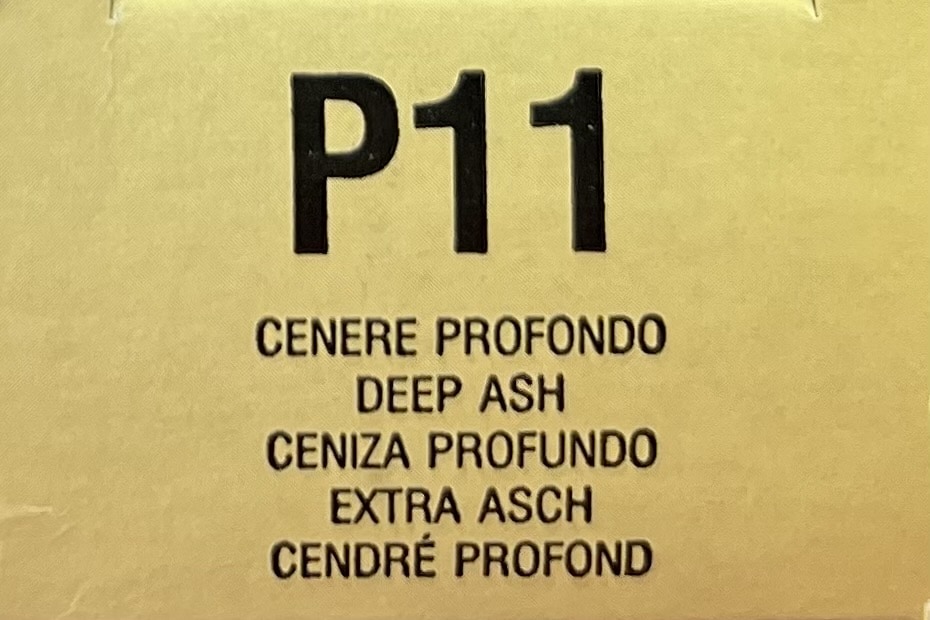 P11
CENERE PROFONDO
DEEP ASH
CENIZA PROFUNDO
EXTRA ASCH
CENDRÉ PROFOND